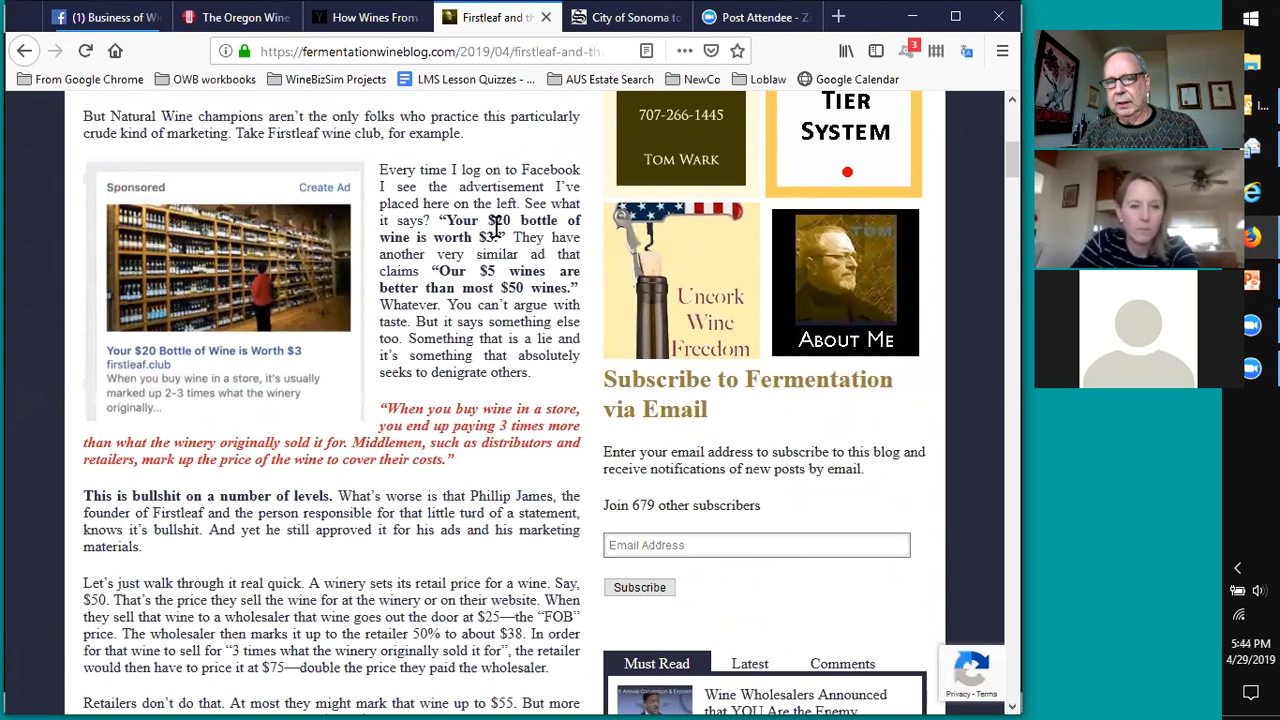 Business of Wi
The Oregon Wine
How Wines From
Firstleaf and th
City of Sonoma to
Post Attendee - Z
https://fermentationwineblog.com/2019/04/firstleaf-and-th
3
From Google Chrome
OWB workbooks
WineBizSim Projects
LMS Lesson Quizzes - ...
AUS Estate Search
NewCo
Loblaw
Google Calendar
But Natural Wine champions aren't the only folks who practice this particularly
crude kind of marketing. Take Firstleaf wine club, for example.
Sponsored
Create Ad
Your $20 Bottle of Wine is Worth $3
firstleaf.club
When you buy wine in a store, it's usually
marked up 2-3 times what the winery
originally...
Every time I log on to Facebook
I see the advertisement I've
placed here on the left. See what
it says? “Your $20 bottle of
wine is worth $3.” They have
another very similar ad that
claims “Our $5 wines are
better than most $50 wines.”
Whatever. You can't argue with
taste. But it says something else
too. Something that is a lie and
it's something that absolutely
seeks to denigrate others.
“When you buy wine in a store,
you end up paying 3 times more
than what the winery originally sold it for. Middlemen, such as distributors and
retailers, mark up the price of the wine to cover their costs.”
This is bullshit on a number of levels. What's worse is that Phillip James, the
founder of Firstleaf and the person responsible for that little turd of a statement,
knows it's bullshit. And yet he still approved it for his ads and his marketing
materials.
Let's just walk through it real quick. A winery sets its retail price for a wine. Say,
$50. That's the price they sell the wine for at the winery or on their website. When
they sell that wine to a wholesaler that wine goes out the door at $25—the “FOB”
price. The wholesaler then marks it up to the retailer 50% to about $38. In order
for that wine to sell for “3 times what the winery originally sold it for”, the retailer
would then have to price it at $75—double the price they paid the wholesaler.
Retailers don't do that. At most they might mark that wine up to $55. But more
707-266-1445
Tom Wark
Tier
System
Uncork
Wine
Freedom
TOM
About Me
Subscribe to Fermentation
via Email
Enter your email address to subscribe to this blog and
receive notifications of new posts by email.
Join 679 other subscribers
Email Address
Subscribe
Must Read
Latest
Comments
Wine Wholesalers Announced
that YOU Are the Enemy
Privacy - Terms
5:44 PM
4/29/2019